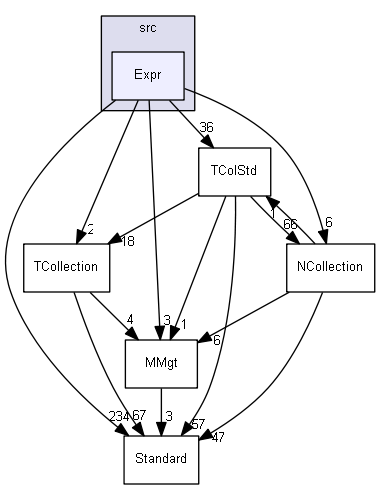 src
Expr
36
TColStd
1
66
6
2
18
TCollection
NCollection
4
3
1
6
MMgt
3
234
67
57
47
Standard